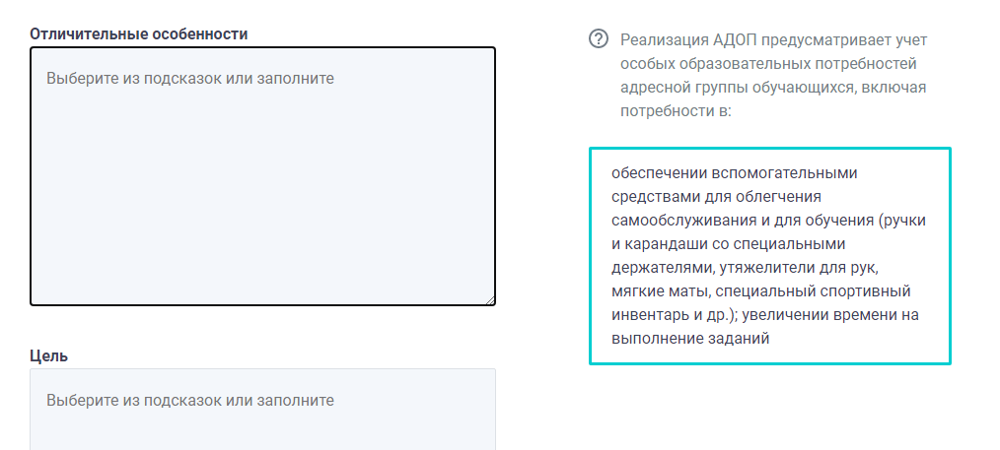 Отличительные особенности
Выберите из подсказок или заполните
Цель
Выберите из подсказок или заполните
Реализация АДОП предусматривает учет
особых образовательных потребностей
адресной группы обучающихся, включая
потребности в:
обеспечении вспомогательными
средствами для облегчения
самообслуживания и для обучения (ручки
и карандаши со специальными
держателями, утяжелители для рук,
мягкие маты, специальный спортивный
инвентарь и др.); увеличении времени на
выполнение заданий